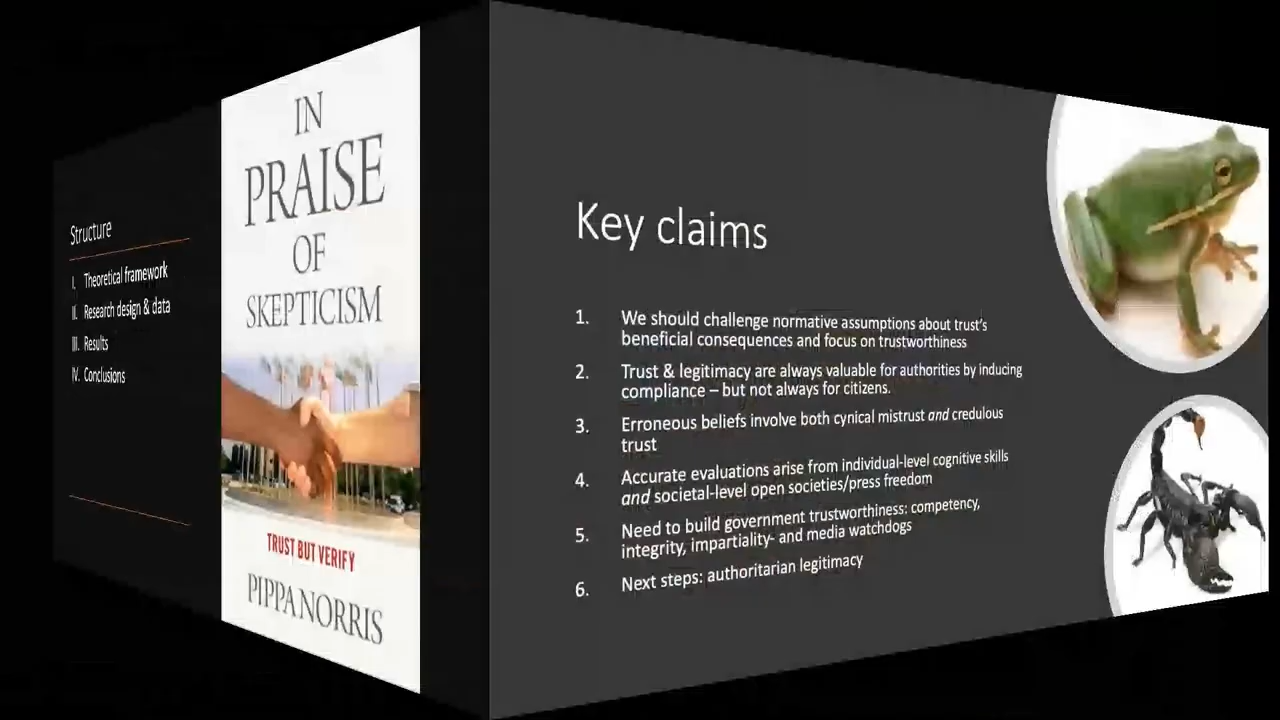 Structure
I. Theoretical framework
II. Research design & data
III. Results
IV. Conclusions
IN
PRAISE
OF
SKEPTICISM
TRUST BUT VERIFY
PIPPA NORRIS
Key claims
1. We should challenge normative assumptions about trust's
beneficial consequences and focus on trustworthiness
2. Trust & legitimacy are always valuable for authorities by inducing
compliance – but not always for citizens.
3. Erroneous beliefs involve both cynical mistrust and credulous
trust
4. Accurate evaluations arise from individual-level cognitive skills
and societal-level open societies/press freedom
5. Need to build government trustworthiness: competency,
integrity, impartiality- and media watchdogs
6. Next steps: authoritarian legitimacy